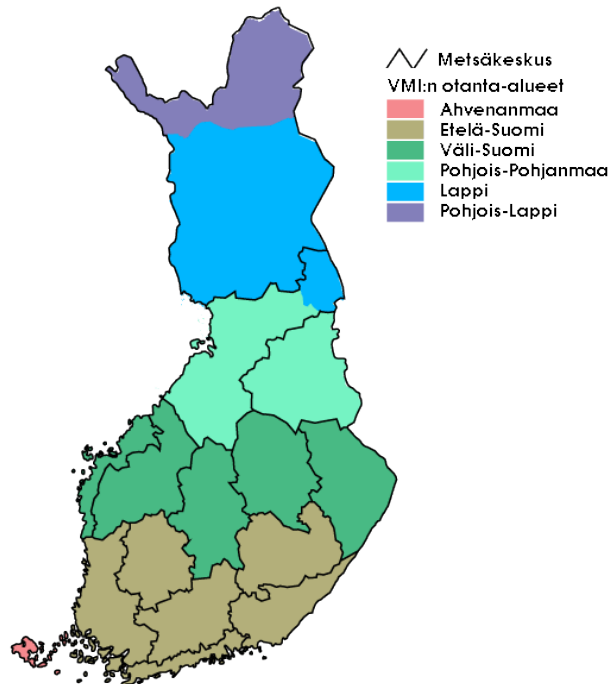 Metsäkeskus
VMI:n otanta-alueet
Ahvenanmaa
Etelä-Suomi
Väli-Suomi
Pohjois-Pohjanmaa
Lappi
Pohjois-Lappi